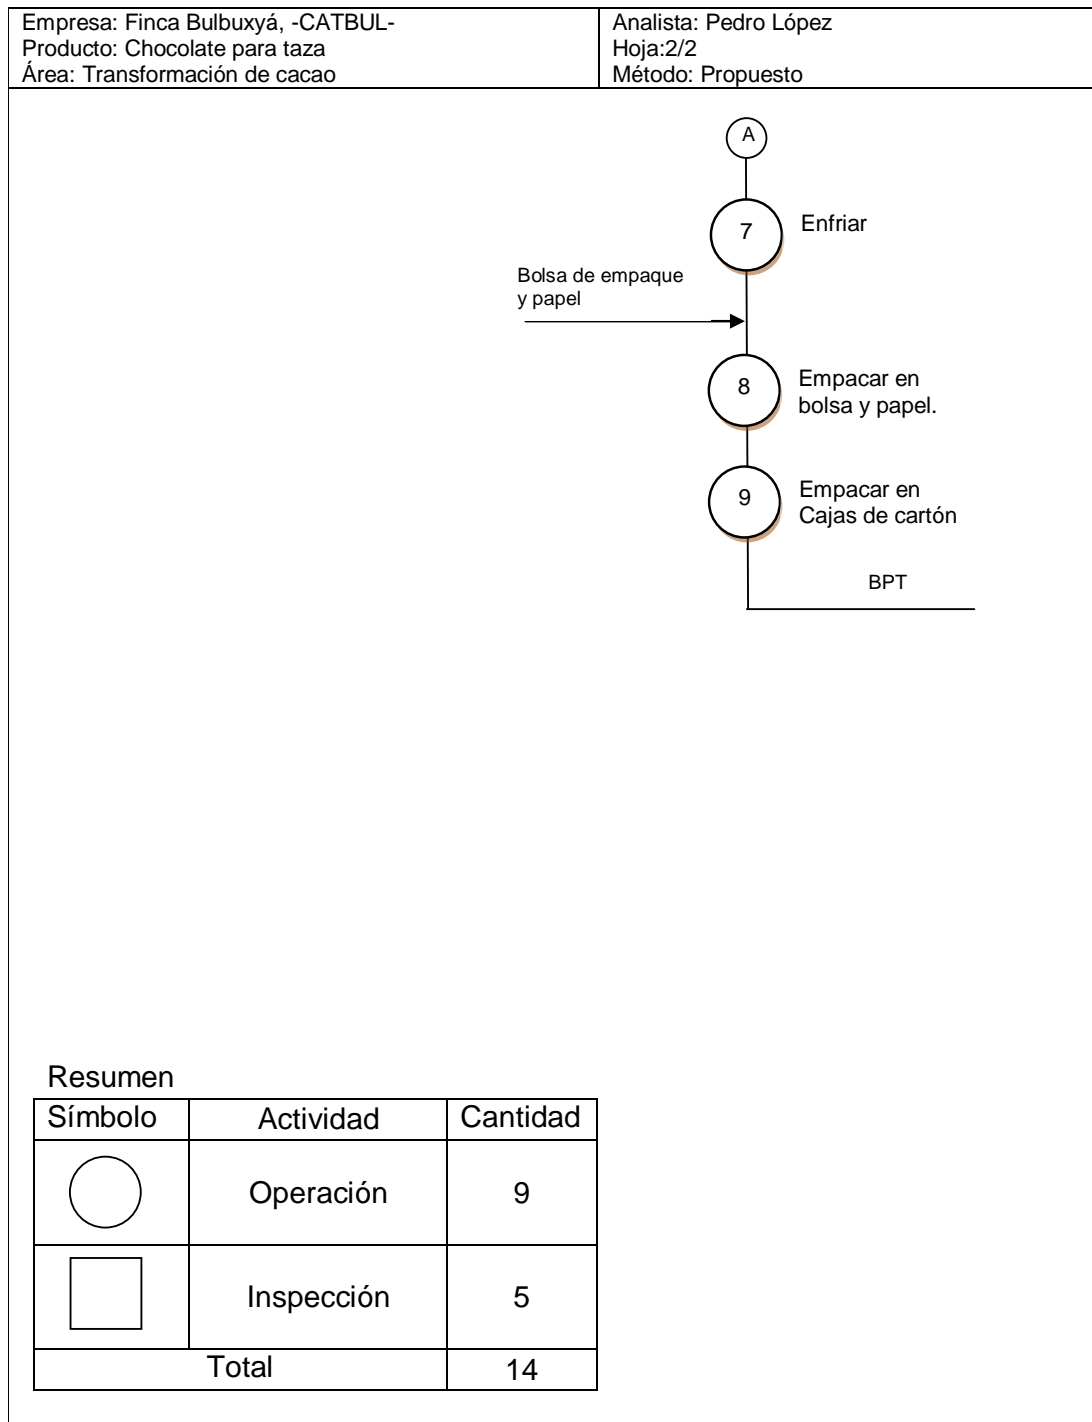 Empresa: Finca Bulbuxyá, -CATBUL-
Producto: Chocolate para taza
Área: Transformación de cacao
Analista: Pedro López
Hoja:2/2
Método: Propuesto
A
7
Enfriar
Bolsa de empaque
y papel
8
Empacar en
bolsa y papel.
9
Empacar en
Cajas de cartón
BPT
Resumen
Símbolo Actividad Cantidad
Operación 9
Inspección 5
Total 14